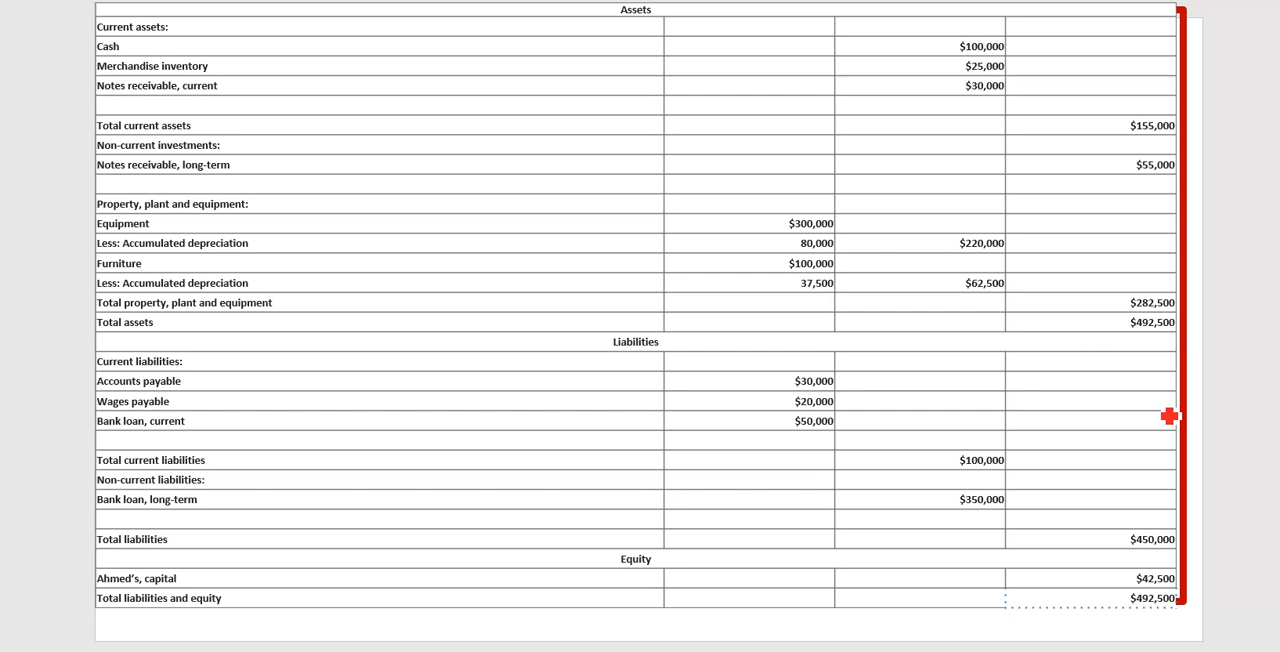 Assets
Current assets:
Cash $100,000
Merchandise inventory $25,000
Notes receivable, current $30,000
Total current assets $155,000
Non-current investments:
Notes receivable, long-term $55,000
Property, plant and equipment:
Equipment $300,000
Less: Accumulated depreciation 80,000 $220,000
Furniture $100,000
Less: Accumulated depreciation 37,500 $62,500
Total property, plant and equipment $282,500
Total assets $492,500
Liabilities
Current liabilities:
Accounts payable $30,000
Wages payable $20,000
Bank loan, current $50,000
Total current liabilities $100,000
Non-current liabilities:
Bank loan, long-term $350,000
Total liabilities $450,000
Equity
Ahmed's, capital $42,500
Total liabilities and equity $492,500